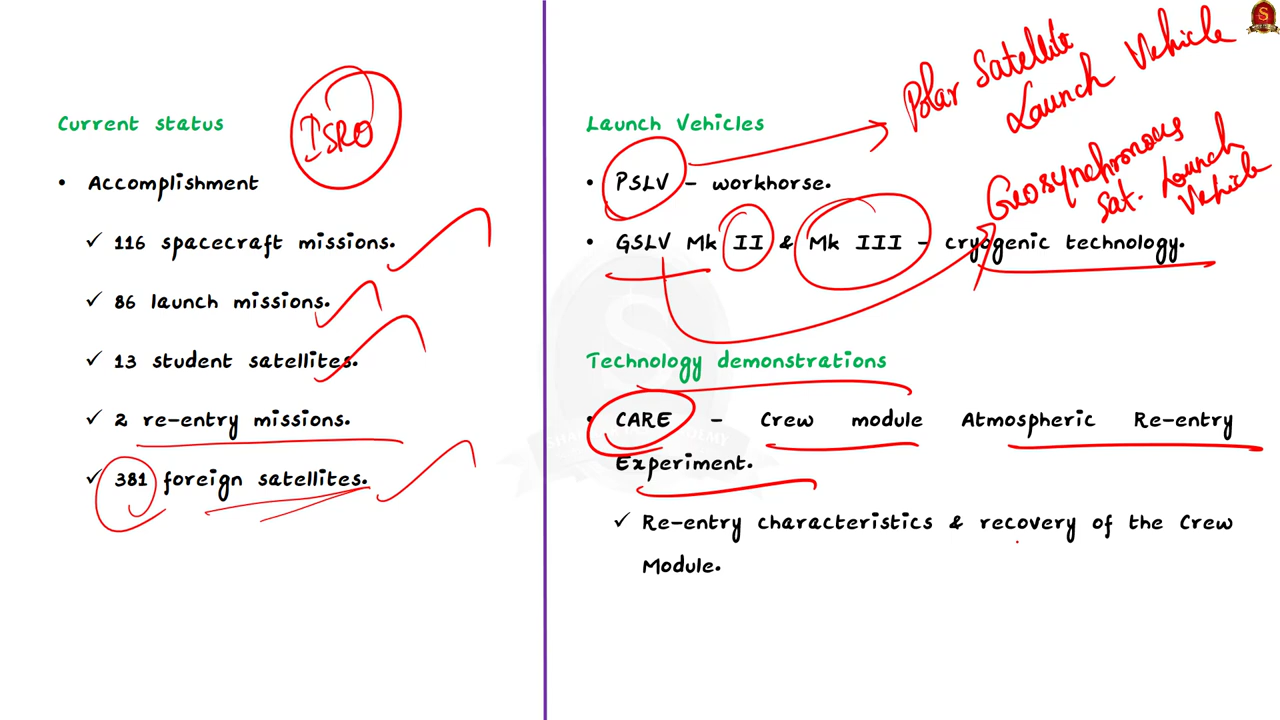 Current status
ISRO
• Accomplishment
✓ 116 spacecraft missions.
✓ 86 launch missions.
✓ 13 student satellites.
✓ 2 re-entry missions.
✓ 381 foreign satellites.
Launch Vehicles
Polar Satellite
Launch Vehicle
• PSLV - workhorse.
Geosynchronous
Sat. Launch
Vehicle
• GSLV Mk II & Mk III - cryogenic technology.
Technology demonstrations
• CARE - Crew module Atmospheric Re-entry
Experiment.
✓ Re-entry characteristics & recovery of the Crew
Module.